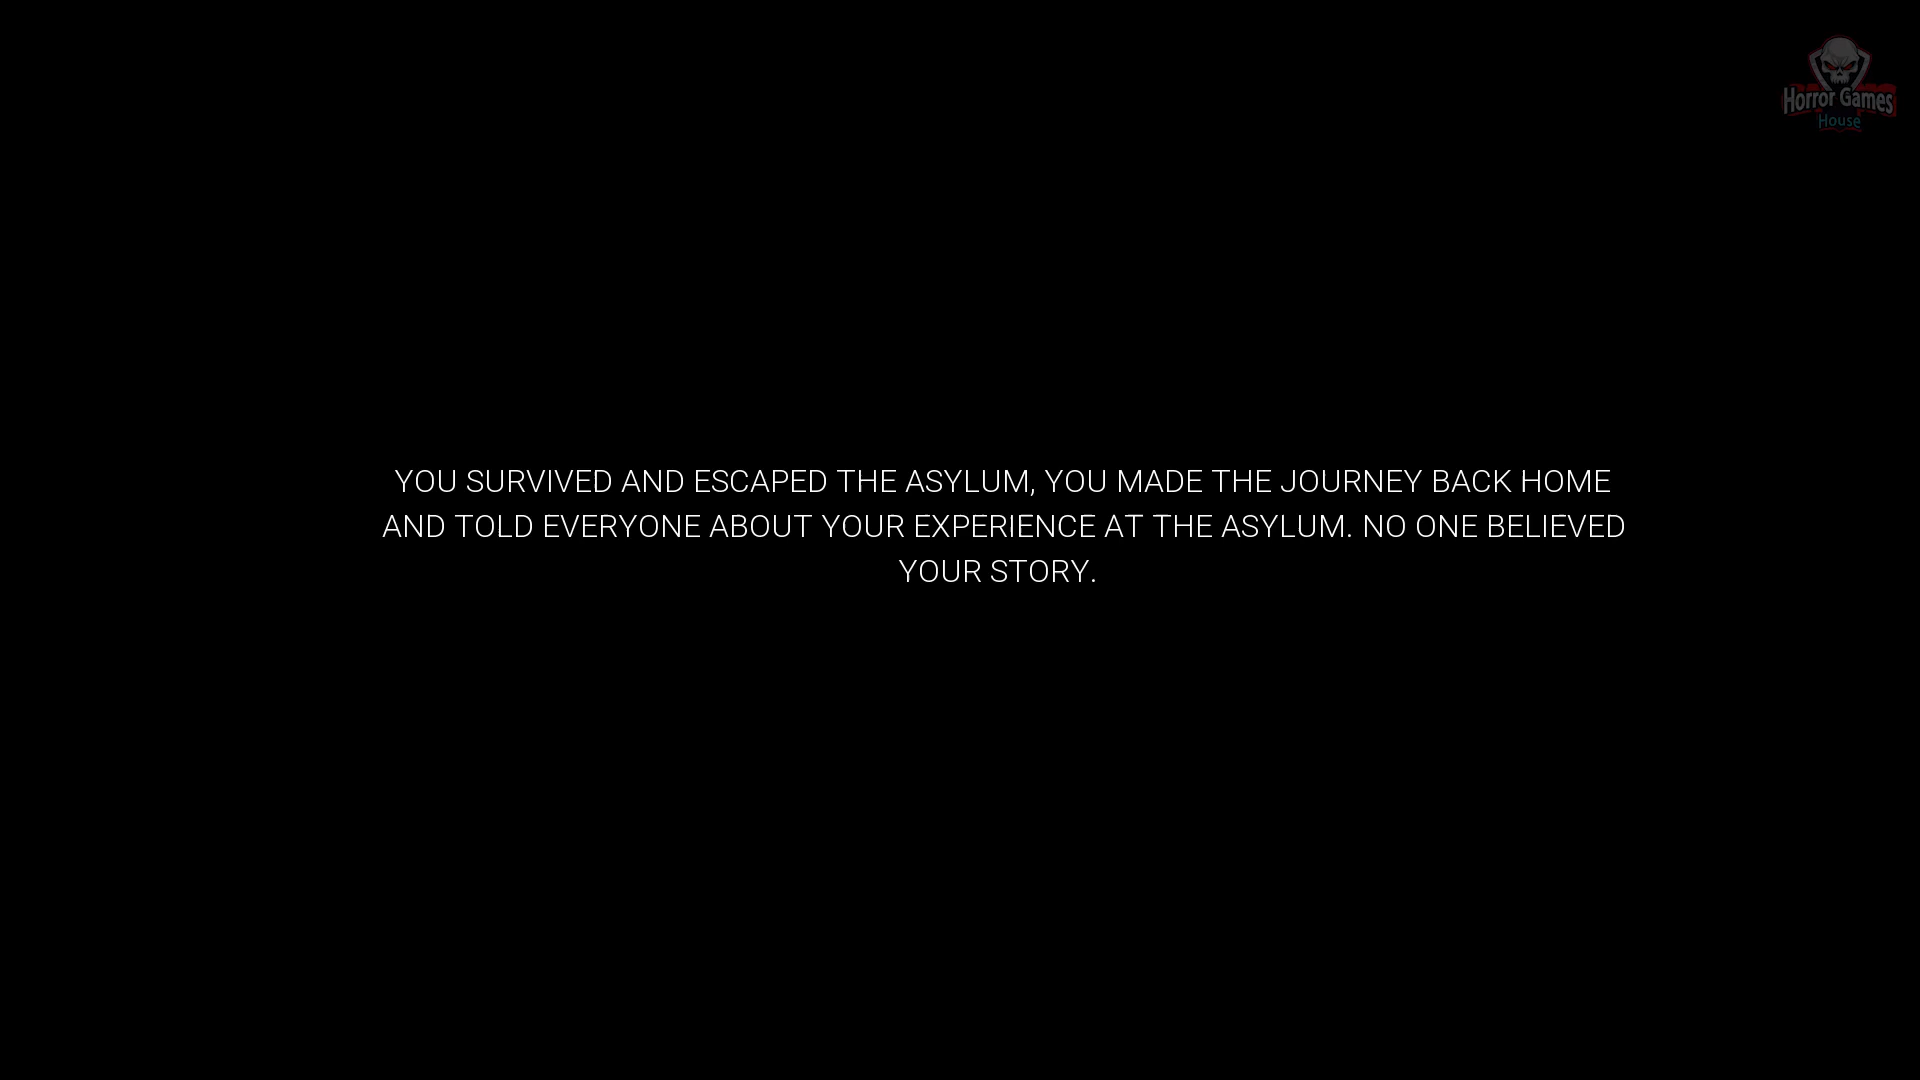 Horror Games
House
YOU SURVIVED AND ESCAPED THE ASYLUM, YOU MADE THE JOURNEY BACK HOME
AND TOLD EVERYONE ABOUT YOUR EXPERIENCE AT THE ASYLUM. NO ONE BELIEVED
YOUR STORY.